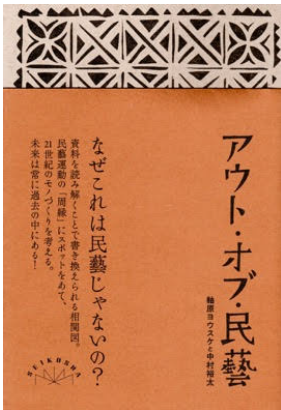 アウト・オブ・民藝
軸原ヨウスケと中村裕太
なぜこれは民藝じゃないの？
資料を読み解くことで書き換えられる相関図。
民藝運動の「周縁」にスポットをあて、
21世紀のモノづくりを考える。
未来は常に過去の中にある！
SEIKOSHA